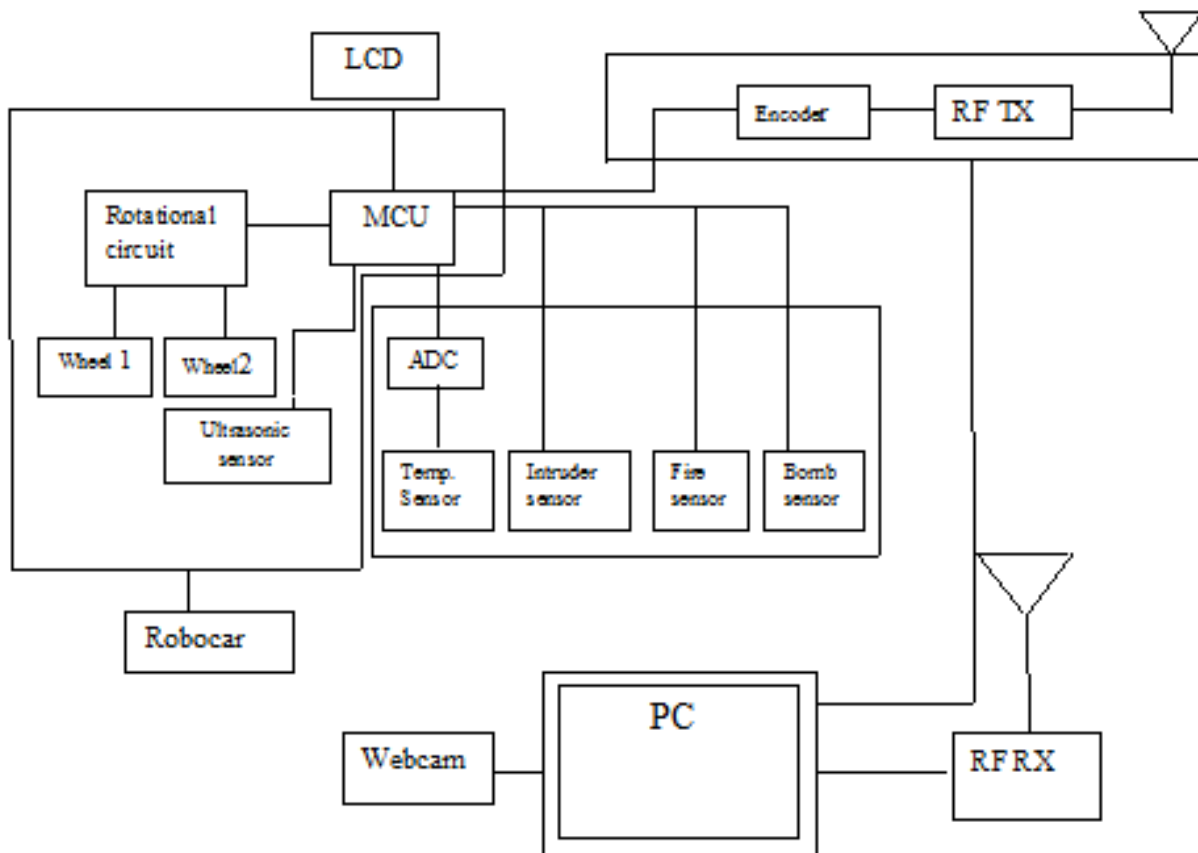 LCD
Encoder
RF TX
Rotational
circuit
MCU
Wheel 1
Wheel2
ADC
Ultrasonic
sensor
Temp.
Sensor
Intruder
sensor
Fire
sensor
Bomb
sensor
Robocar
PC
Webcam
RF RX